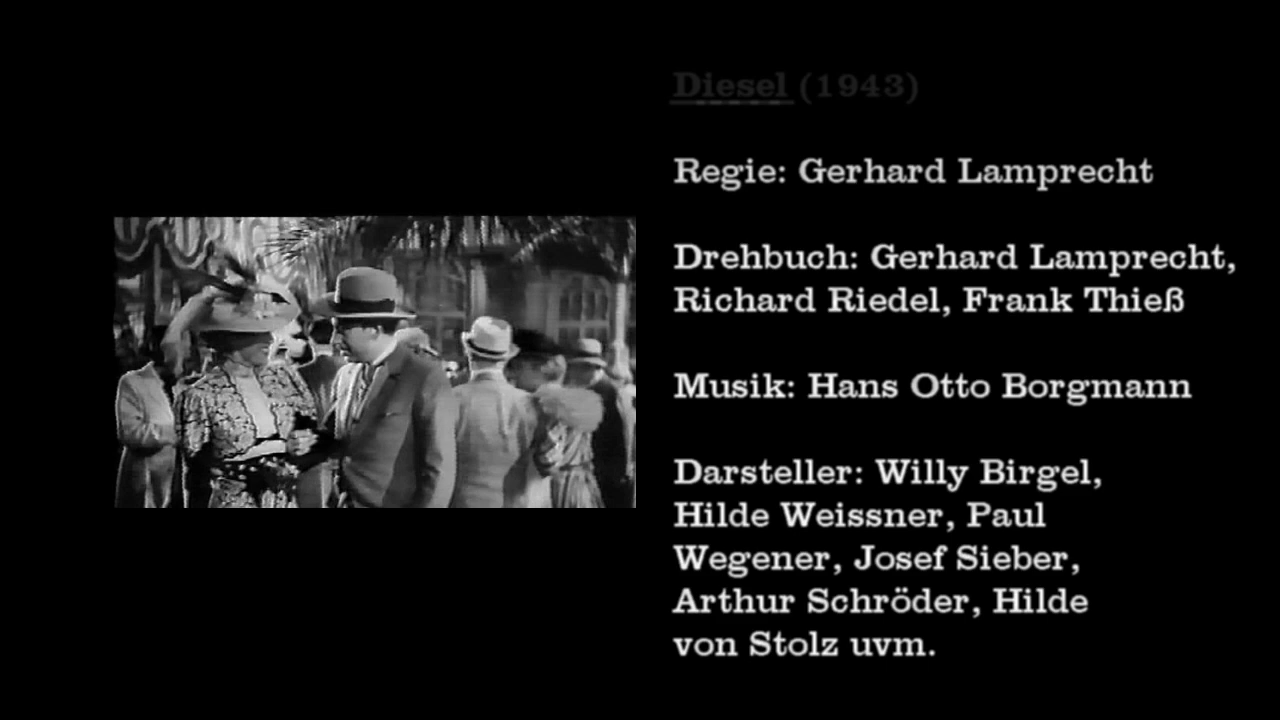 Diesel (1943)
Regie: Gerhard Lamprecht
Drehbuch: Gerhard Lamprecht,
Richard Riedel, Frank Thieß
Musik: Hans Otto Borgmann
Darsteller: Willy Birgel,
Hilde Weissner, Paul
Wegener, Josef Sieber,
Arthur Schröder, Hilde
von Stolz uvm.